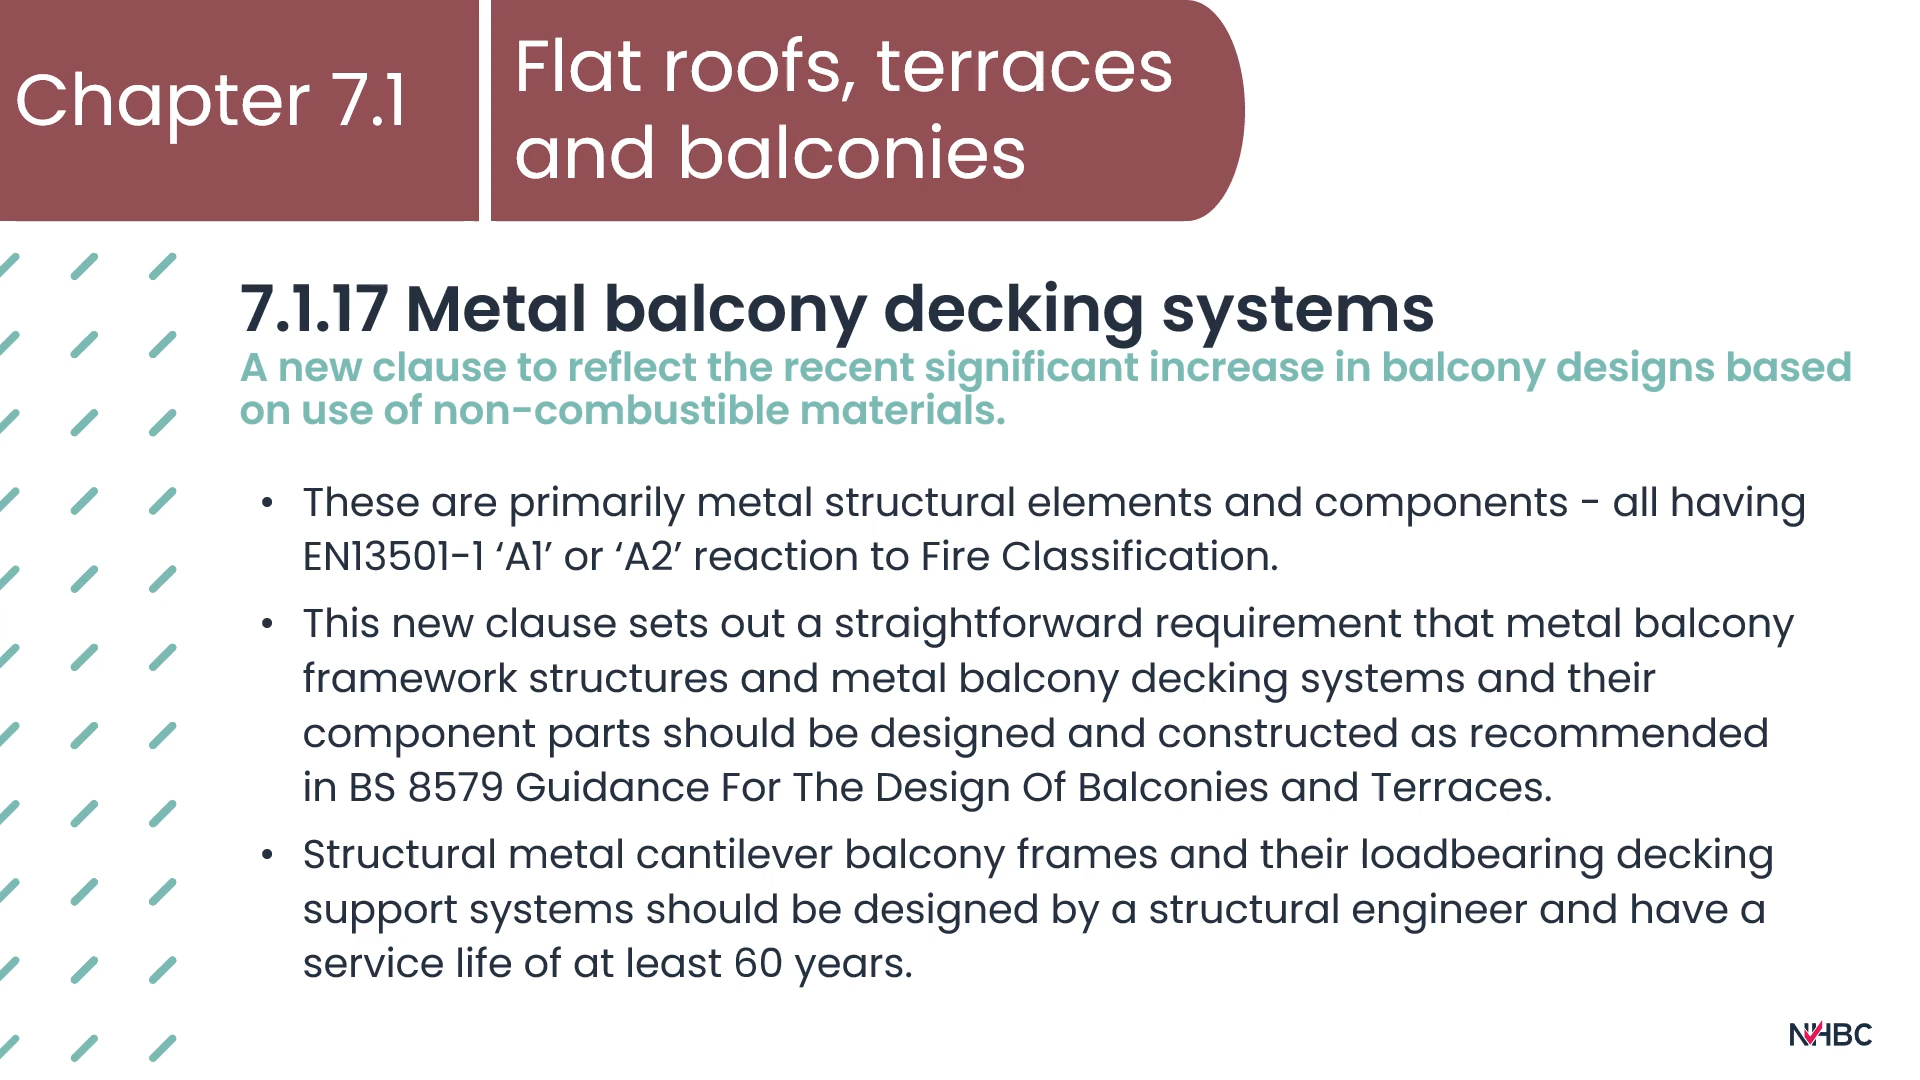 Chapter 7.1
Flat roofs, terraces
and balconies
7.1.17 Metal balcony decking systems
A new clause to reflect the recent significant increase in balcony designs based
on use of non-combustible materials.
• These are primarily metal structural elements and components - all having
EN13501-1 ‘A1’ or ‘A2’ reaction to Fire Classification.
• This new clause sets out a straightforward requirement that metal balcony
framework structures and metal balcony decking systems and their
component parts should be designed and constructed as recommended
in BS 8579 Guidance For The Design Of Balconies and Terraces.
• Structural metal cantilever balcony frames and their loadbearing decking
support systems should be designed by a structural engineer and have a
service life of at least 60 years.
NHBC